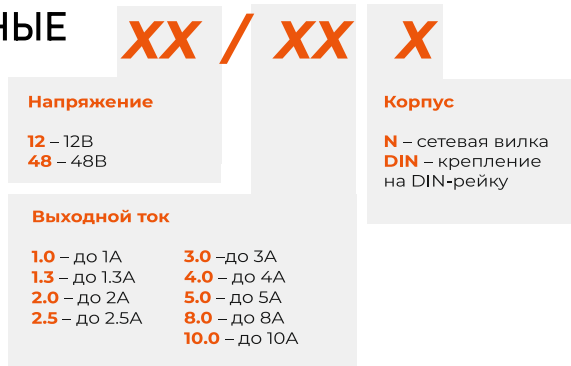 НЫЕ
XX / XX X
Напряжение
12 – 12В
48 – 48В
Корпус
N – сетевая вилка
DIN – крепление
на DIN-рейку
Выходной ток
1.0 – до 1А
1.3 – до 1.3А
2.0 – до 2А
2.5 – до 2.5А
3.0 –до 3А
4.0 – до 4А
5.0 – до 5А
8.0 – до 8А
10.0 – до 10А